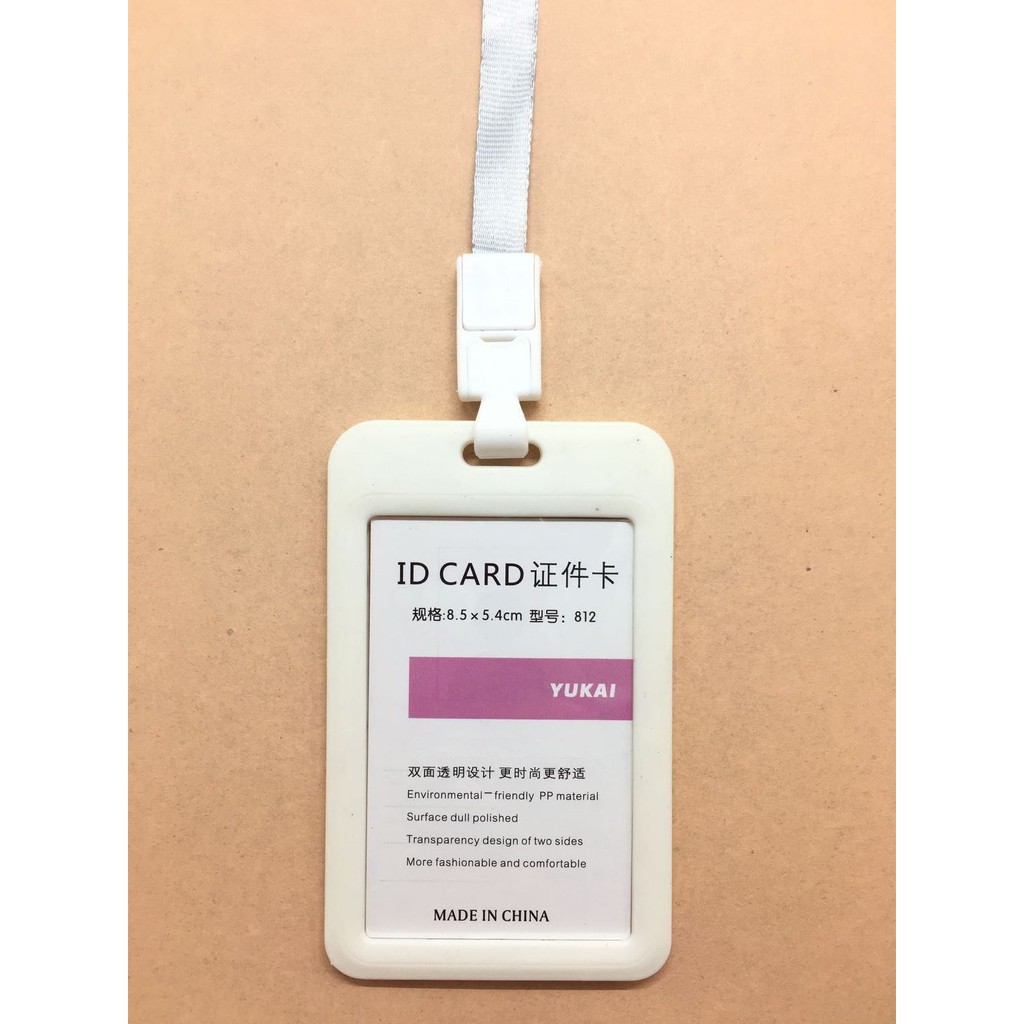 ID CARD 证件卡
规格:8.5×5.4cm 型号：812
YUKAI
双面透明设计 更时尚更舒适
Environmental-friendly PP material
Surface dull polished
Transparency design of two sides
More fashionable and comfortable
MADE IN CHINA